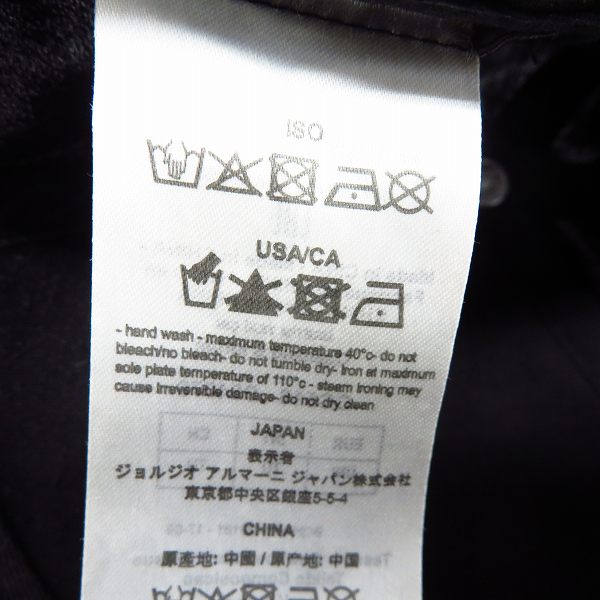 ISO
USA/CA
- hand wash - maximum temperature 40°c- do not
bleach/no bleach- do not tumble dry- iron at maximum
sole plate temperature of 110°c - steam ironing may
cause irreversible damage- do not dry clean
JAPAN
表示者
ジョルジオ アルマーニ ジャパン株式会社
東京都中央区銀座5-5-4
CHINA
原產地: 中國 / 原产地: 中国